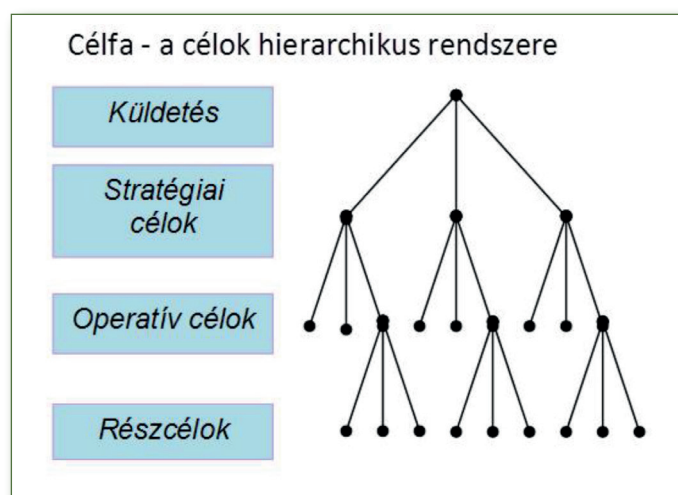 Célfa - a célok hierarchikus rendszere
Küldetés
Stratégiai
célok
Operatív célok
Részcélok